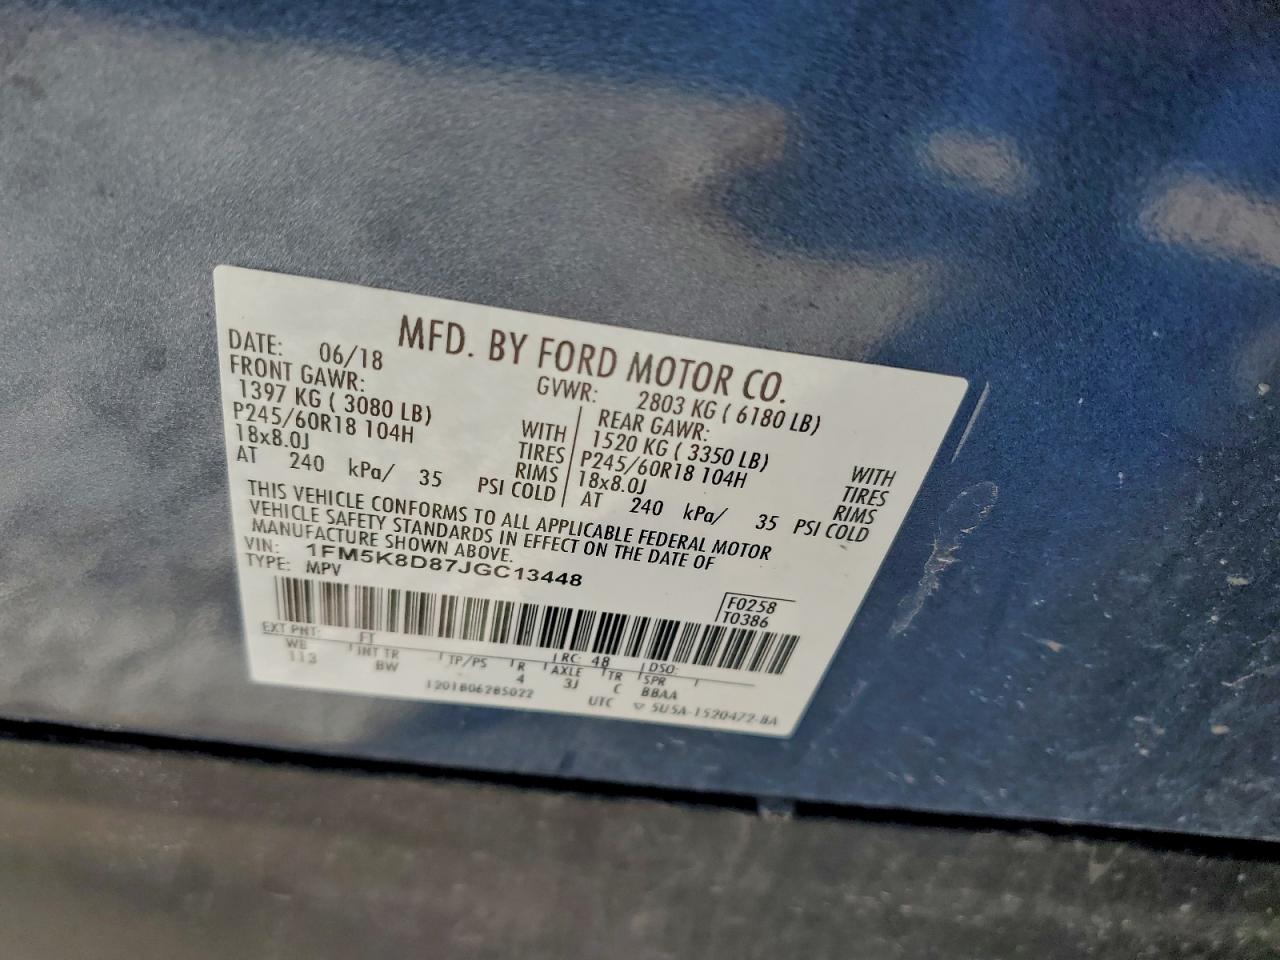 MFD. BY FORD MOTOR CO.
DATE: 06/18 GVWR: 2803 KG ( 6180 LB)
FRONT GAWR: REAR GAWR:
1397 KG ( 3080 LB) WITH 1520 KG ( 3350 LB) WITH
P245/60R18 104H TIRES P245/60R18 104H TIRES
18x8.0J RIMS 18x8.0J RIMS
AT 240 kPa/ 35 PSI COLD AT 240 kPa/ 35 PSI COLD
THIS VEHICLE CONFORMS TO ALL APPLICABLE FEDERAL MOTOR
VEHICLE SAFETY STANDARDS IN EFFECT ON THE DATE OF
MANUFACTURE SHOWN ABOVE.
VIN: 1FM5K8D87JGC13448
TYPE: MPV
F0258
T0386
EXT PNT: FT RC: 48 DSO:
WB INT TR TP/PS R AXLE TR SPR
113 BW 4 3J C BBAA
1201806285022 UTC ▽ 5U5A-1520472-BA